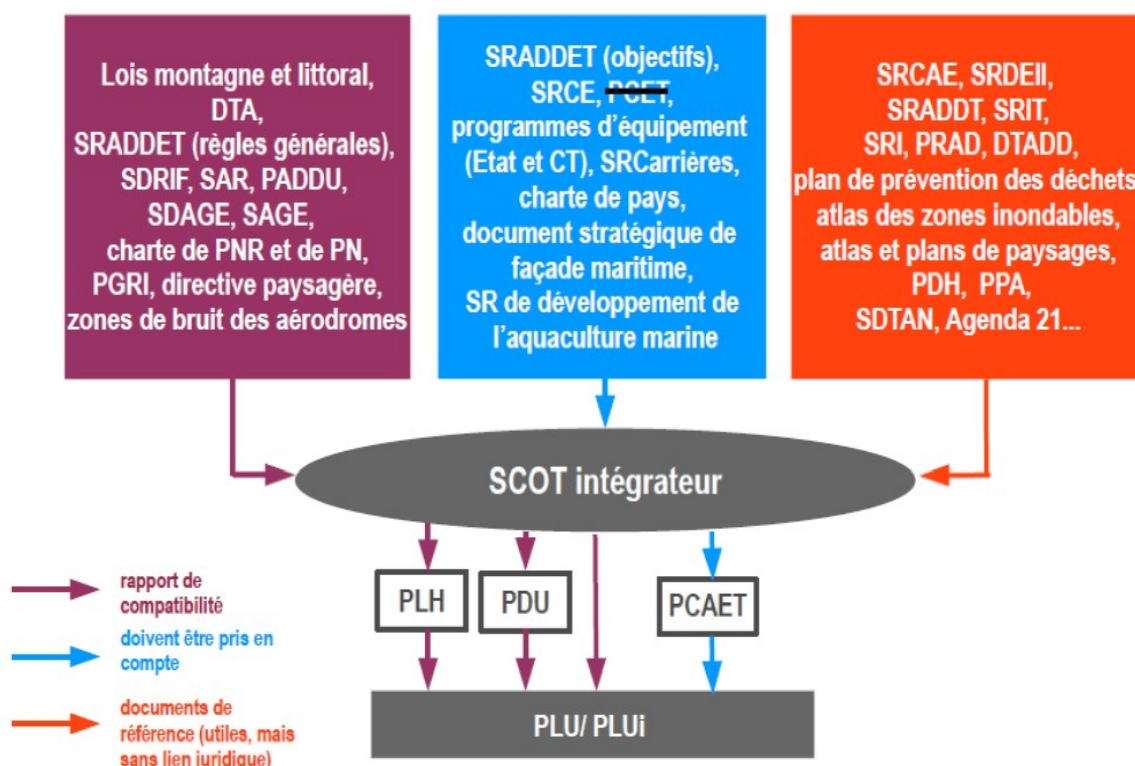 Lois montagne et littoral,
DTA,
SRADDET (règles générales),
SDRIF, SAR, PADDU,
SDAGE, SAGE,
charte de PNR et de PN,
PGRI, directive paysagère,
zones de bruit des aérodromes
SRADDET (objectifs),
SRCE, PCET,
programmes d'équipement
(Etat et CT), SRCarrières,
charte de pays,
document stratégique de
façade maritime,
SR de développement de
l'aquaculture marine
SRCAE, SRDEII,
SRADDT, SRIT,
SRI, PRAD, DTADD,
plan de prévention des déchets
atlas des zones inondables,
atlas et plans de paysages,
PDH, PPA,
SDTAN, Agenda 21...
SCOT intégrateur
PLH
PDU
PCAET
PLU/ PLUi
rapport de
compatibilité
doivent être pris en
compte
documents de
référence (utiles, mais
sans lien juridique)